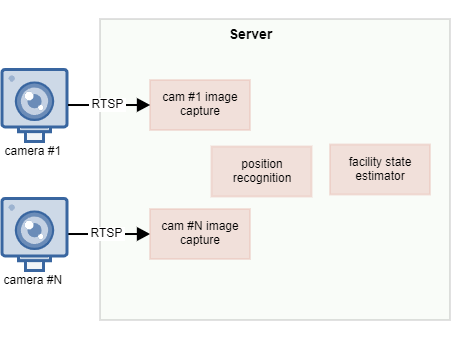 Server
RTSP
cam #1 image
capture
camera #1
position
recognition
facility state
estimator
RTSP
cam #N image
capture
camera #N